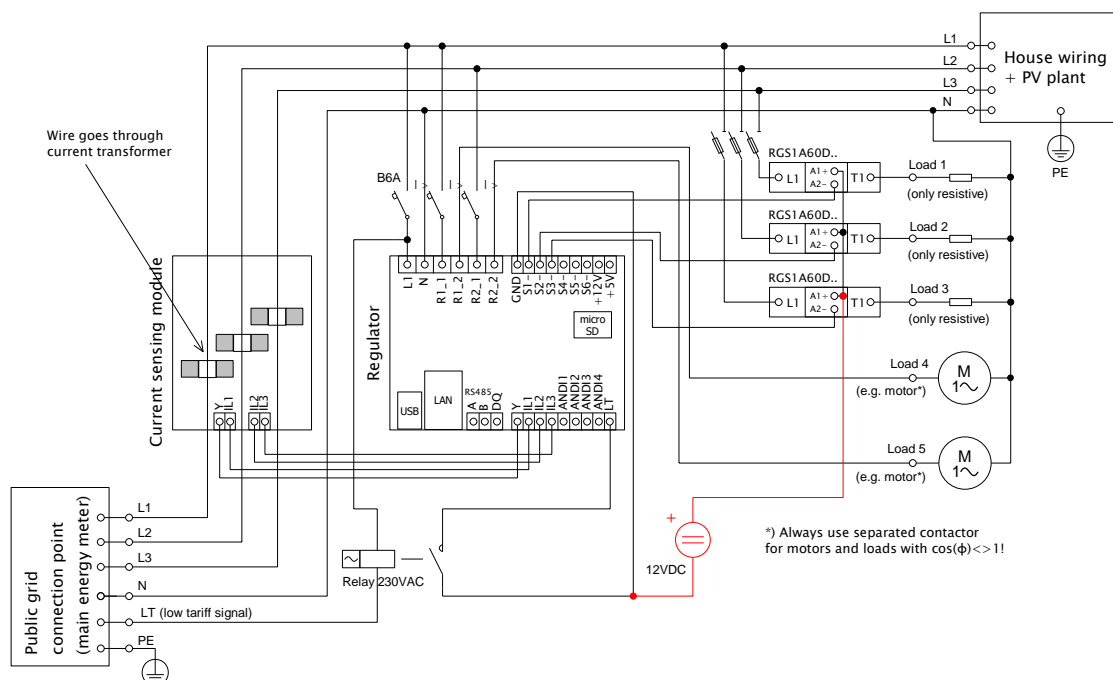 L1
L2
L3
N
House wiring
+ PV plant
PE
Wire goes through
current transformer
B6A
I >
I >
I >
RGS1A60D..
L1
A1+
A2-
T1
Load 1
(only resistive)
RGS1A60D..
L1
A1+
A2-
T1
Load 2
(only resistive)
RGS1A60D..
L1
A1+
A2-
T1
Load 3
(only resistive)
Current sensing module
Y
IL1
IL2
IL3
Regulator
L1
N
R1_1
R1_2
R2_1
R2_2
GND
S1-
S2-
S3-
S4-
S5-
S6-
+12V
+5V
micro
SD
USB
LAN
RS485
A
B
DQ
Y
IL1
IL2
IL3
ANDI1
ANDI2
ANDI3
ANDI4
LT
Load 4
(e.g. motor*)
M
1~
Load 5
(e.g. motor*)
M
1~
*) Always use separated contactor
for motors and loads with cos(ϕ)<>1!
+
12VDC
~
Relay 230VAC
Public grid
connection point
(main energy meter)
L1
L2
L3
N
LT (low tariff signal)
PE